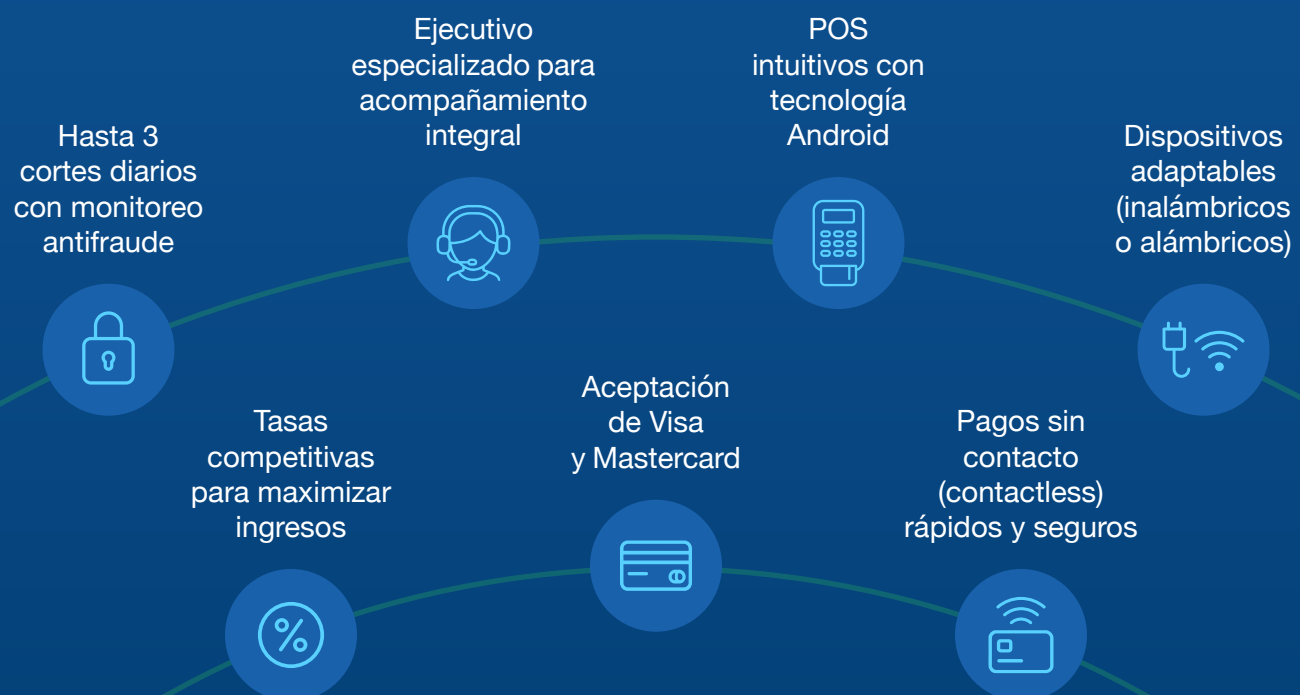 Hasta 3
cortes diarios
con monitoreo
antifraude
Ejecutivo
especializado para
acompañamiento
integral
POS
intuitivos con
tecnología
Android
Dispositivos
adaptables
(inalámbricos
o alámbricos)
Tasas
competitivas
para maximizar
ingresos
Aceptación
de Visa
y Mastercard
Pagos sin
contacto
(contactless)
rápidos y seguros